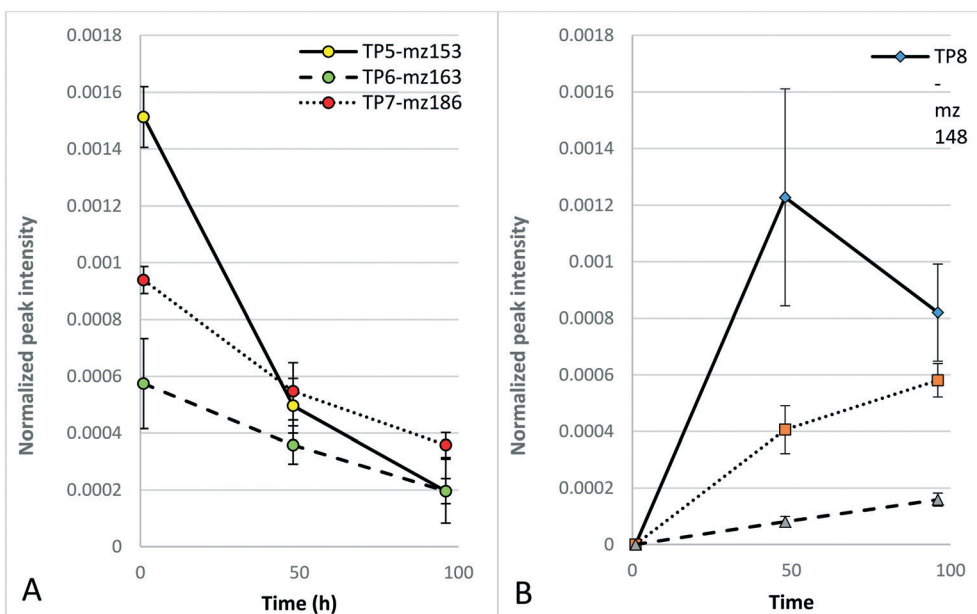 0.0018
0.0016
0.0014
0.0012
0.001
0.0008
0.0006
0.0004
0.0002
0
0 50 100
Normalized peak intensity
Time (h)
TP5-mz153
TP6-mz163
TP7-mz186
A
0.0018
0.0016
0.0014
0.0012
0.001
0.0008
0.0006
0.0004
0.0002
0
0 50 100
Normalized peak intensity
Time
TP8
-
mz
148
B